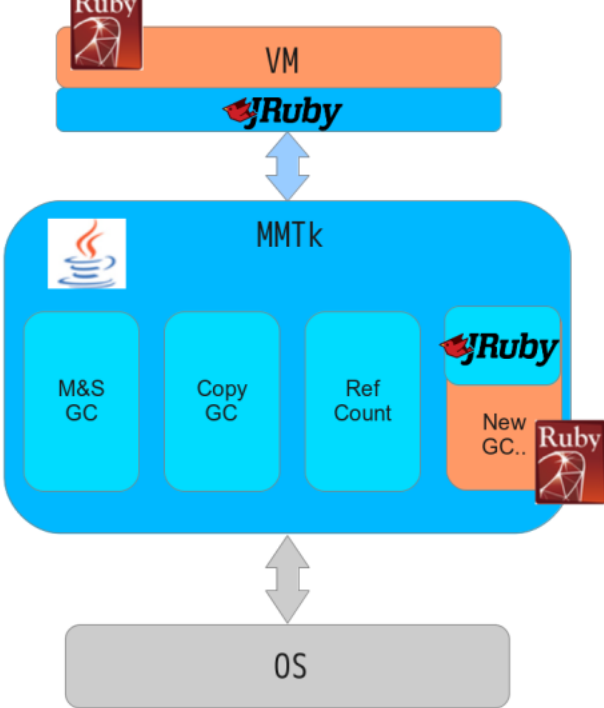 Ruby
VM
JRuby
MMTk
JRuby
M&S
GC
Copy
GC
Ref
Count
New
GC..
Ruby
OS